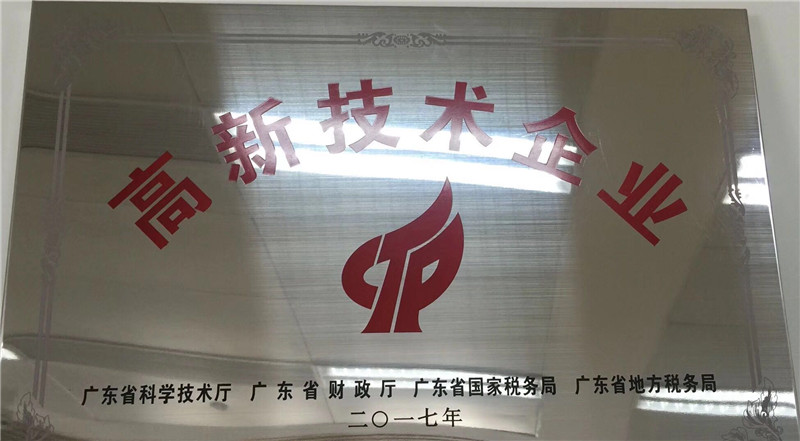 高新技术企业
广东省科学技术厅 广东省财政厅 广东省国家税务局 广东省地方税务局
二〇一七年